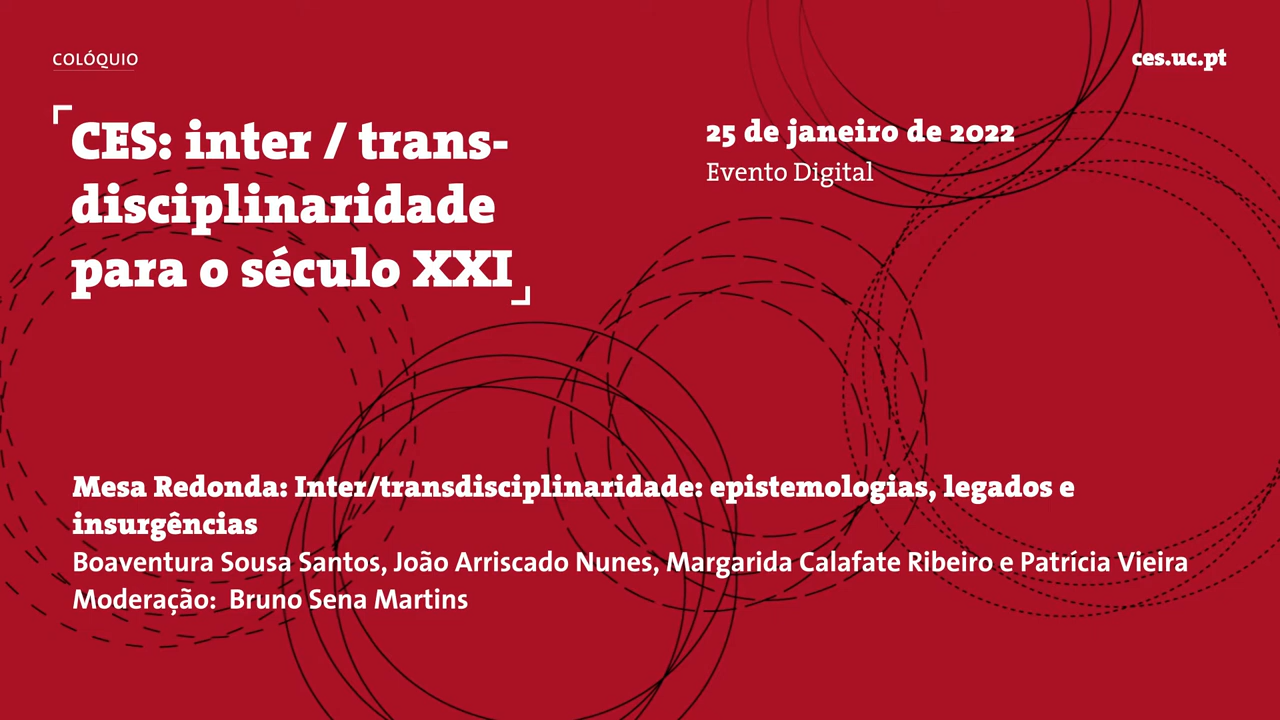 COLÓQUIO
ces.uc.pt
CES: inter / trans-
disciplinaridade
para o século XXI
25 de janeiro de 2022
Evento Digital
Mesa Redonda: Inter/transdisciplinaridade: epistemologias, legados e
insurgências
Boaventura Sousa Santos, João Arriscado Nunes, Margarida Calafate Ribeiro e Patrícia Vieira
Moderação: Bruno Sena Martins